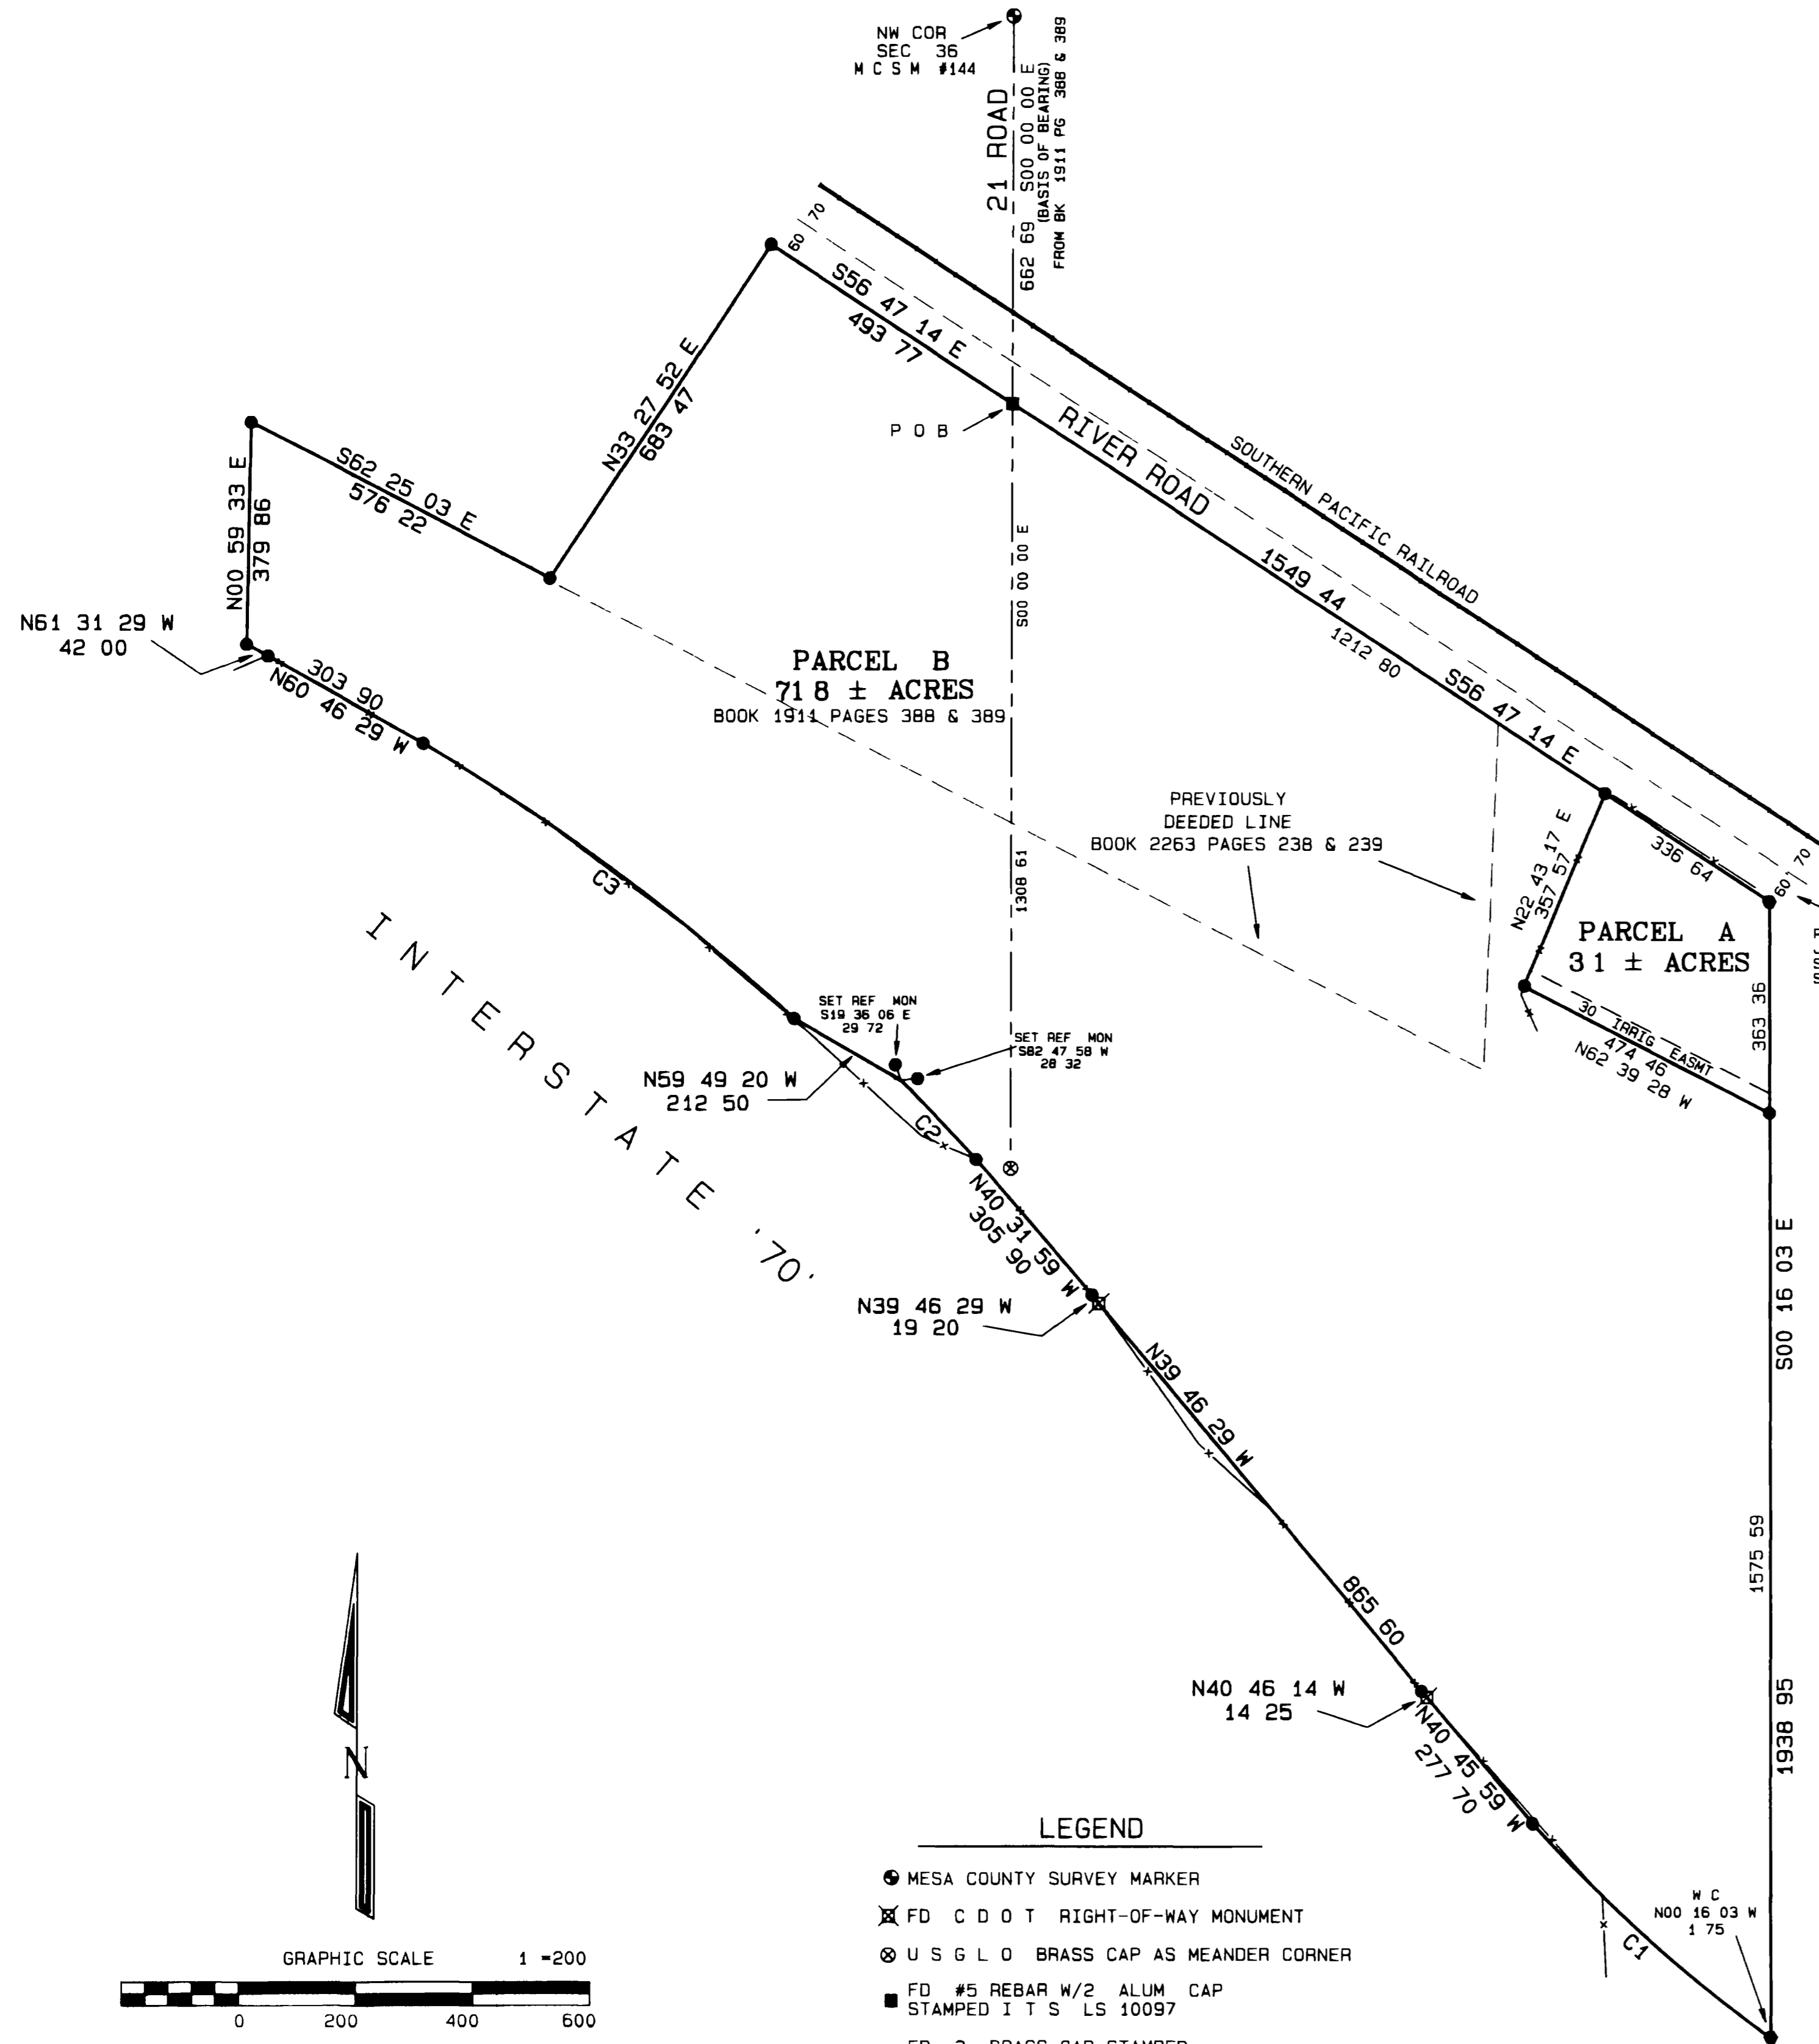 NW COR
SEC 36
M C S M #144
21 ROAD
662 69 S00 00 00 E
(BASIS OF BEARING)
FROM BK 1911 PG 388 & 389
70
60
S56 47 14 E
493 77
N33 27 52 E
683 47
P O B
RIVER ROAD
SOUTHERN PACIFIC RAILROAD
S62 25 03 E
576 22
N00 59 33 E
379 86
S00 00 00 E
1549 44
1212 80
S56 47 14 E
N61 31 29 W
42 00
303 90
N60 46 29 W
PARCEL B
71 8 ± ACRES
BOOK 1911 PAGES 388 & 389
PREVIOUSLY
DEEDED LINE
BOOK 2263 PAGES 238 & 239
1308 61
N22 43 17 E
357 57
336 64
70
60
PARCEL A
3 1 ± ACRES
363 36
30 IRRIG EASMT
474 46
N62 39 28 W
C3
INTERSTATE '70'
SET REF MON
S19 36 06 E
29 72
SET REF MON
S82 47 58 W
28 32
N59 49 20 W
212 50
C2
N40 31 59 W
305 90
N39 46 29 W
19 20
N39 46 29 W
865 60
S00 16 03 E
1575 59
1938 95
N40 46 14 W
14 25
N40 45 59 W
277 70
N
W C
N00 16 03 W
1 75
C1
GRAPHIC SCALE 1 =200
0 200 400 600
LEGEND
MESA COUNTY SURVEY MARKER
FD C D O T RIGHT-OF-WAY MONUMENT
U S G L O BRASS CAP AS MEANDER CORNER
FD #5 REBAR W/2 ALUM CAP
STAMPED I T S LS 10097